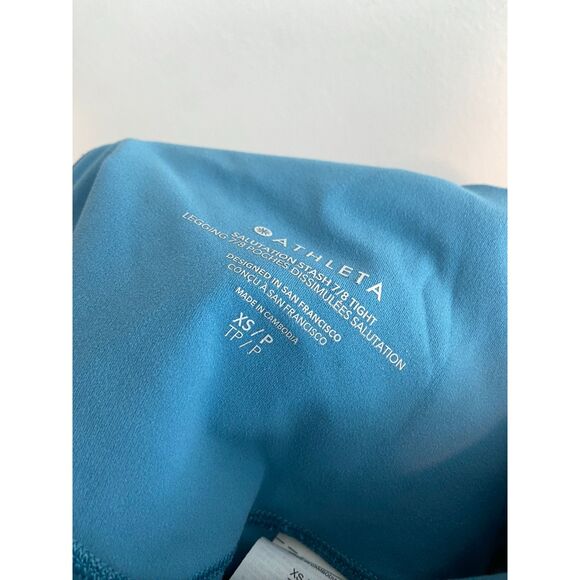 ATHLETA
SALUTATION STASH 7/8 TIGHT
LEGGING 7/8 POCHES DISSIMULÉES SALUTATION
DESIGNED IN SAN FRANCISCO
CONÇU À SAN FRANCISCO
MADE IN CAMBODIA
XS/P
TP/P
XS